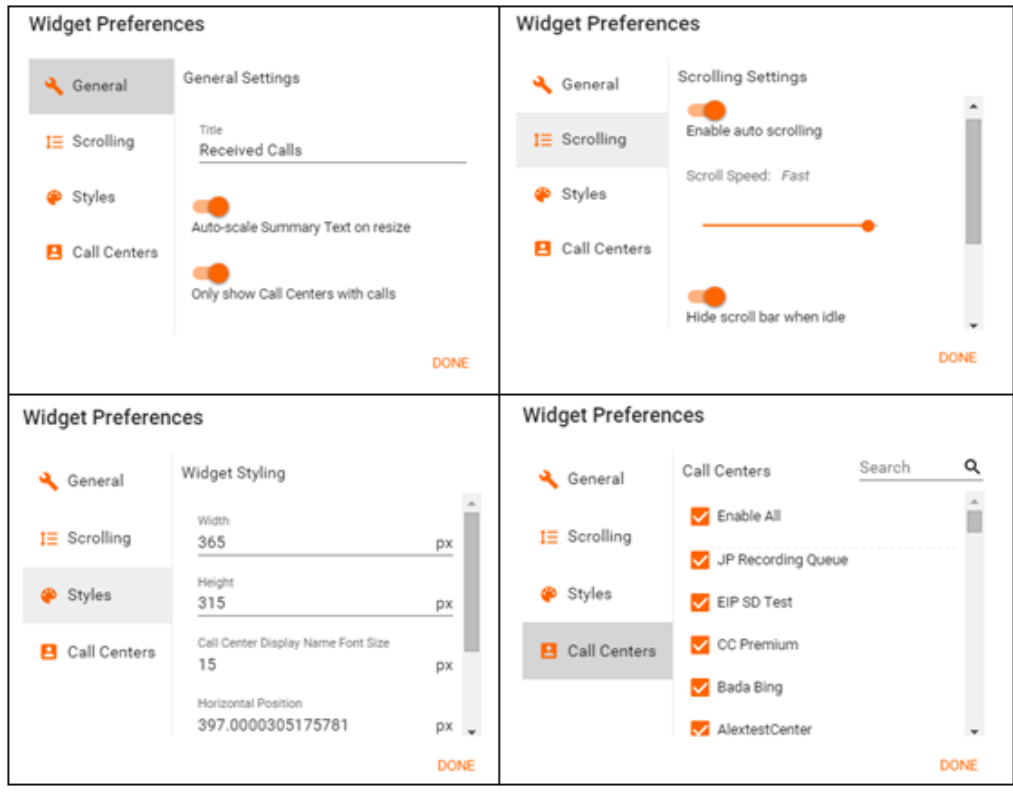 Widget Preferences
General
Scrolling
Styles
Call Centers
General Settings
Title
Received Calls
Auto-scale Summary Text on resize
Only show Call Centers with calls
DONE
Widget Preferences
General
Scrolling
Styles
Call Centers
Scrolling Settings
Enable auto scrolling
Scroll Speed: Fast
Hide scroll bar when idle
DONE
Widget Preferences
General
Scrolling
Styles
Call Centers
Widget Styling
Width
365 px
Height
315 px
Call Center Display Name Font Size
15 px
Horizontal Position
397.0000305175781 px
DONE
Widget Preferences
General
Scrolling
Styles
Call Centers
Call Centers Search
Enable All
JP Recording Queue
EIP SD Test
CC Premium
Bada Bing
AlextestCenter
DONE